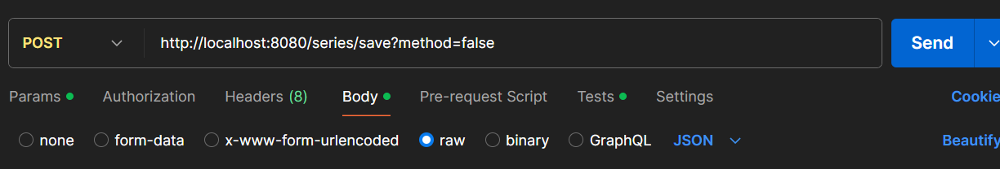 POST http://localhost:8080/series/save?method=false Send
Params Authorization Headers (8) Body Pre-request Script Tests Settings Cookie
none form-data x-www-form-urlencoded raw binary GraphQL JSON Beautify